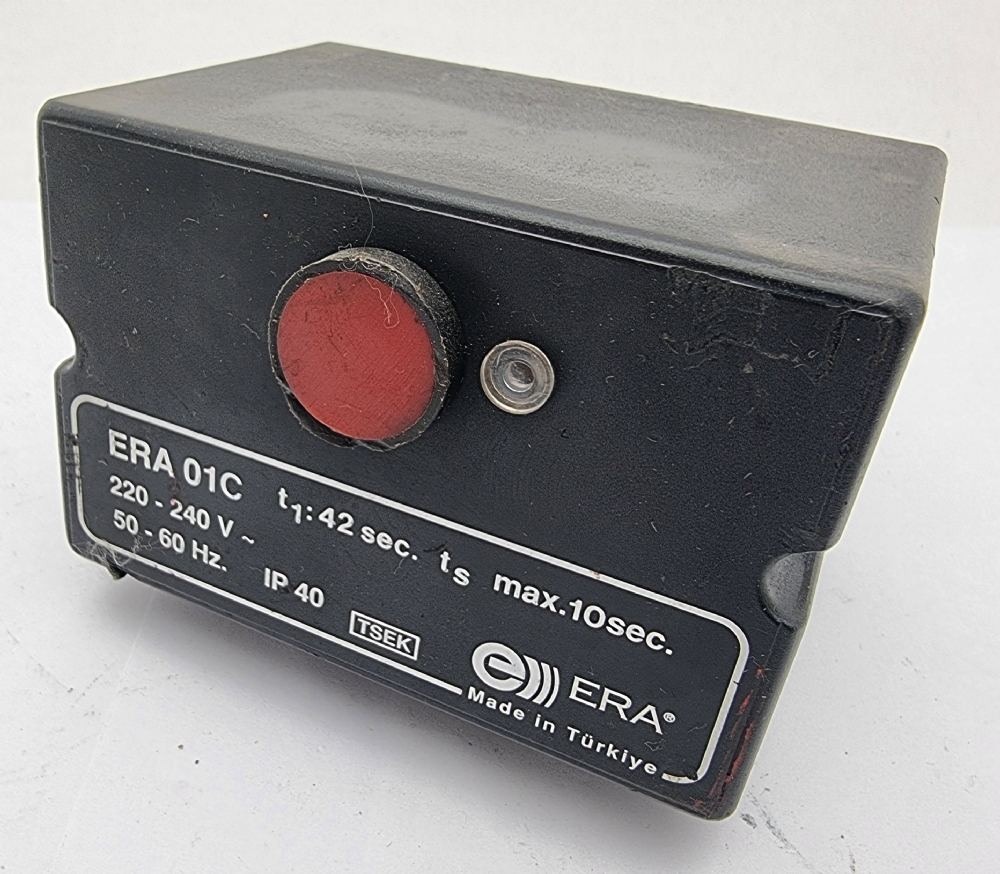 ERA 01C t1: 42 sec. ts max.10sec.
220 - 240 V ~
50 - 60 Hz. IP 40
TSEK
e ERA®
Made in Türkiye